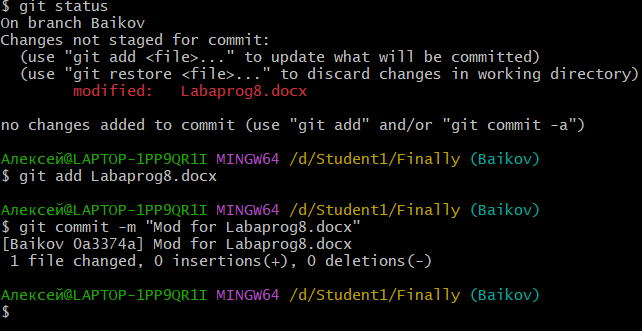 $ git status
On branch Baikov
Changes not staged for commit:
  (use "git add <file>..." to update what will be committed)
  (use "git restore <file>..." to discard changes in working directory)
        modified:   Labaprog8.docx

no changes added to commit (use "git add" and/or "git commit -a")

Алексей@LAPTOP-1PP9QR1I MINGW64 /d/Student1/Finally (Baikov)
$ git add Labaprog8.docx

Алексей@LAPTOP-1PP9QR1I MINGW64 /d/Student1/Finally (Baikov)
$ git commit -m "Mod for Labaprog8.docx"
[Baikov 0a3374a] Mod for Labaprog8.docx
 1 file changed, 0 insertions(+), 0 deletions(-)

Алексей@LAPTOP-1PP9QR1I MINGW64 /d/Student1/Finally (Baikov)
$